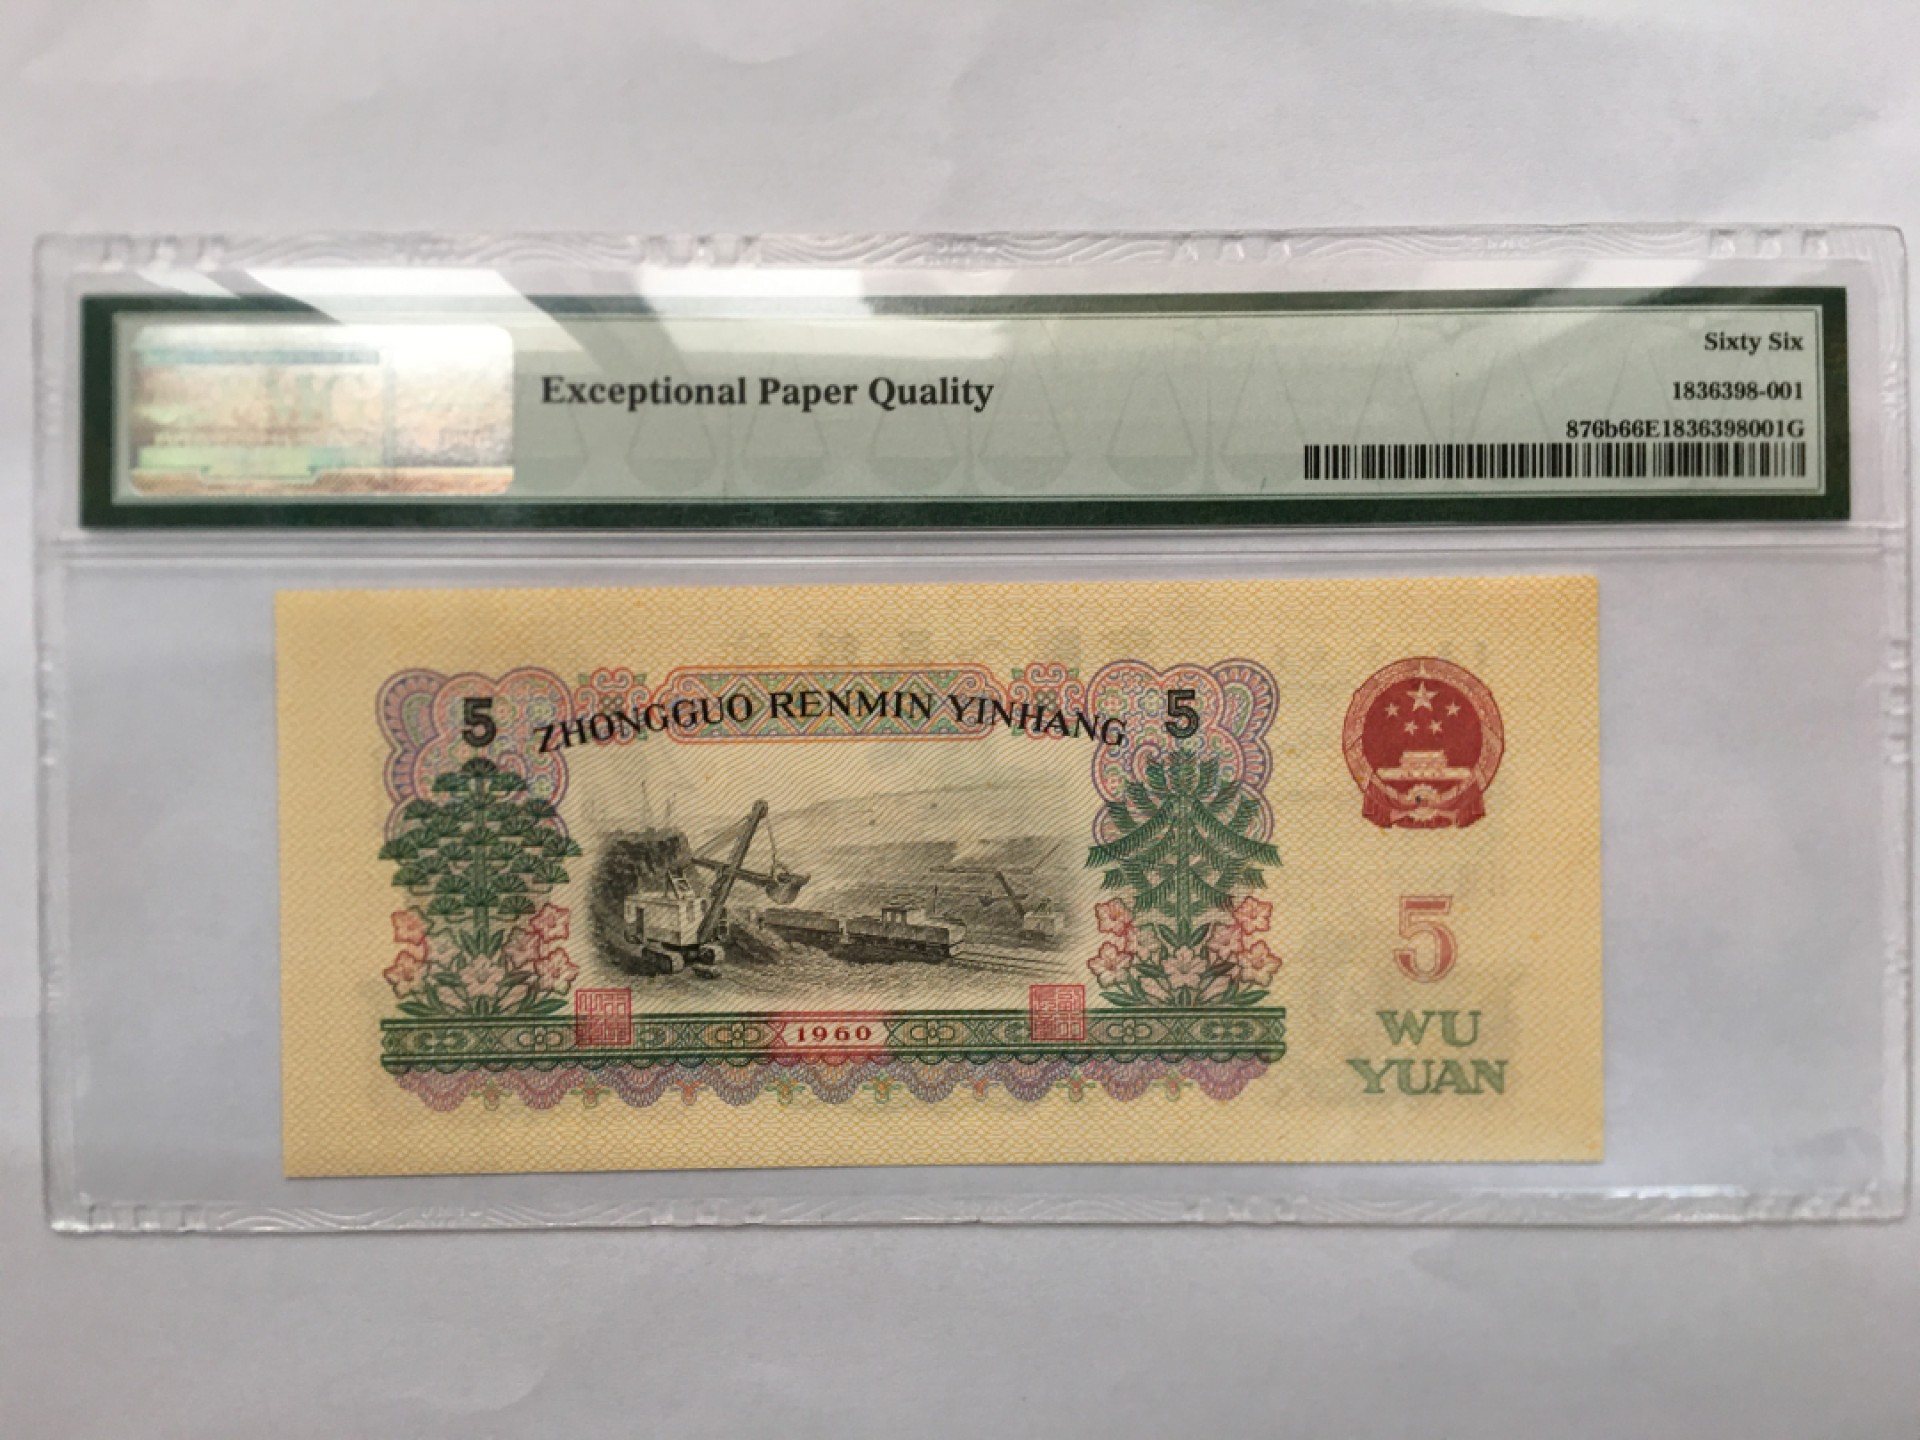 Sixty Six
Exceptional Paper Quality
1836398-001
876b66E1836398001G
5 ZHONGGUO RENMIN YINHANG 5
5
1960
WU
YUAN